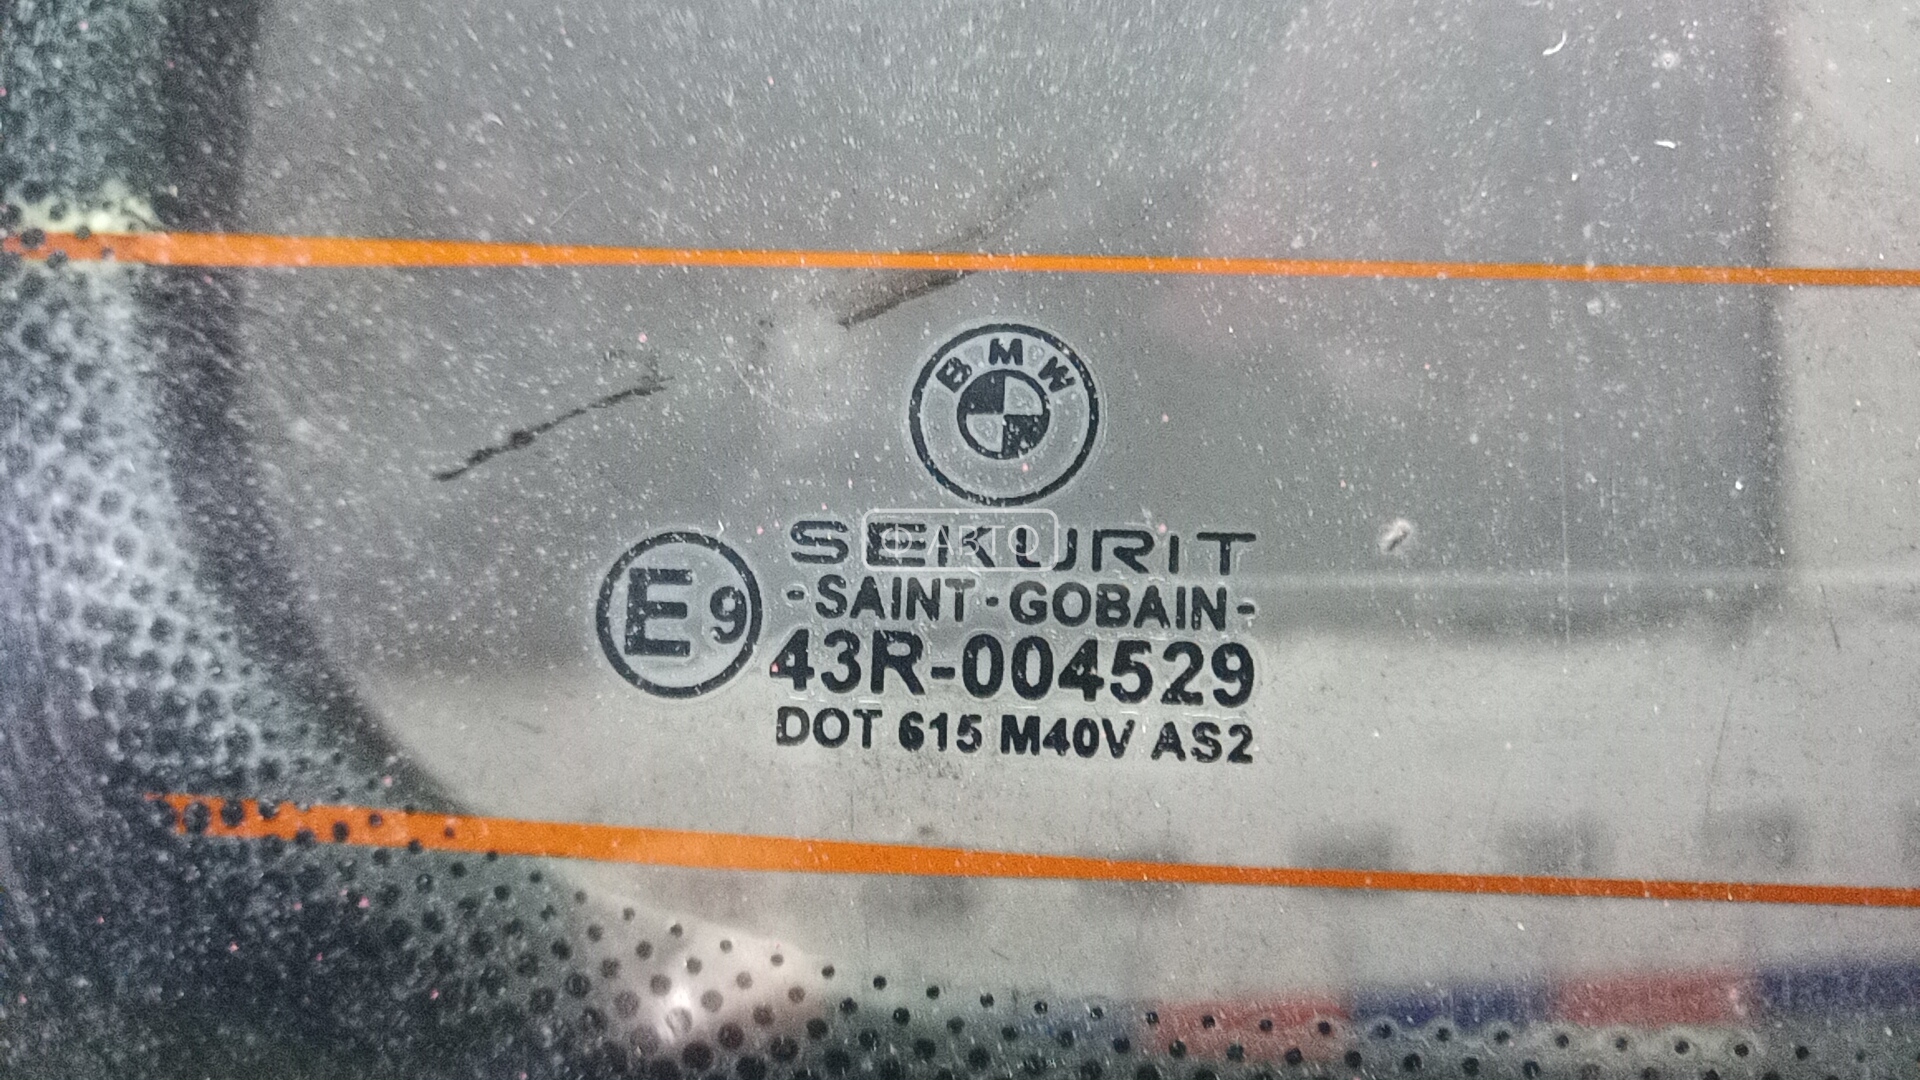 BMW
SEKURIT
-SAINT-GOBAIN-
E9
43R-004529
DOT 615 M40V AS2